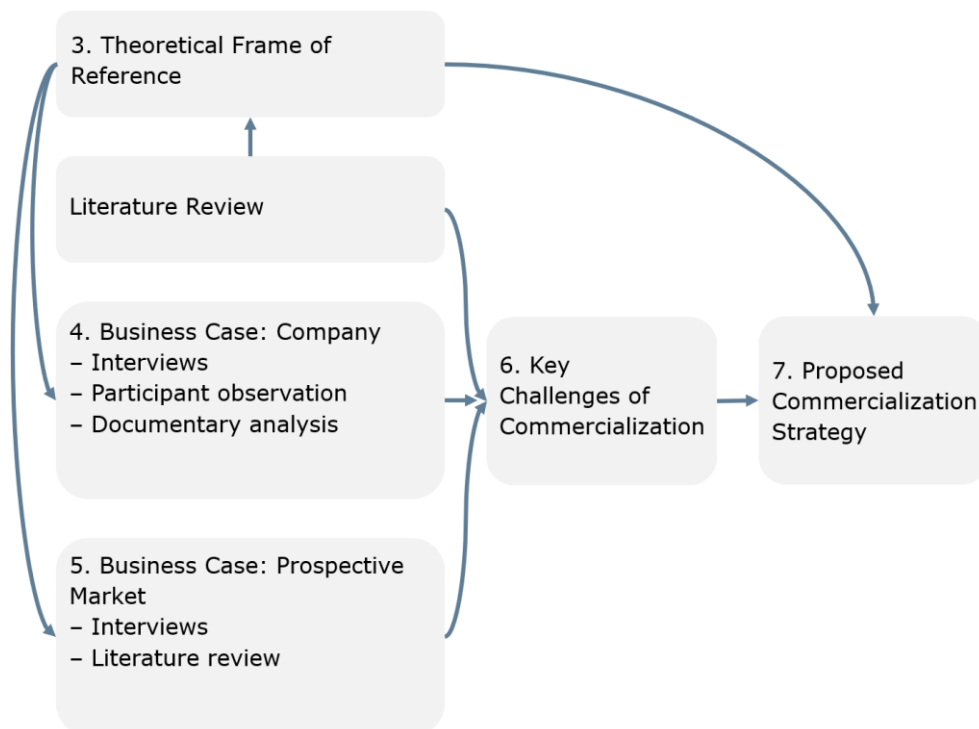 3. Theoretical Frame of
Reference
Literature Review
4. Business Case: Company
– Interviews
– Participant observation
– Documentary analysis
5. Business Case: Prospective
Market
– Interviews
– Literature review
6. Key
Challenges of
Commercialization
7. Proposed
Commercialization
Strategy